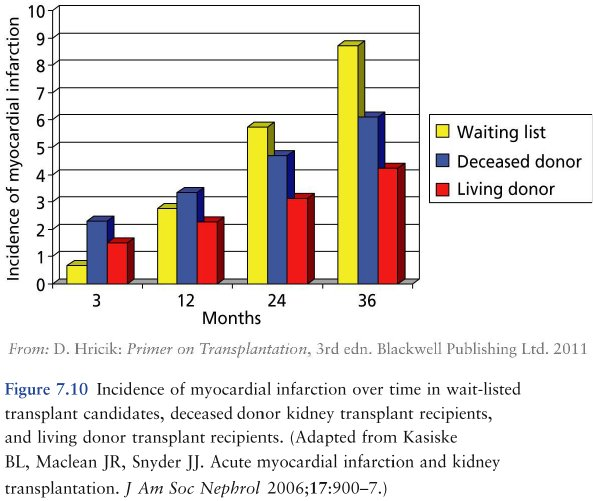 10
9
8
7
6
5
4
3
2
1
0
Incidence of myocardial infarction
3 12 24 36
Months
Waiting list
Deceased donor
Living donor
From: D. Hricik: Primer on Transplantation, 3rd edn. Blackwell Publishing Ltd. 2011
Figure 7.10 Incidence of myocardial infarction over time in wait-listed
transplant candidates, deceased donor kidney transplant recipients,
and living donor transplant recipients. (Adapted from Kasiske
BL, Maclean JR, Snyder JJ. Acute myocardial infarction and kidney
transplantation. J Am Soc Nephrol 2006;17:900–7.)